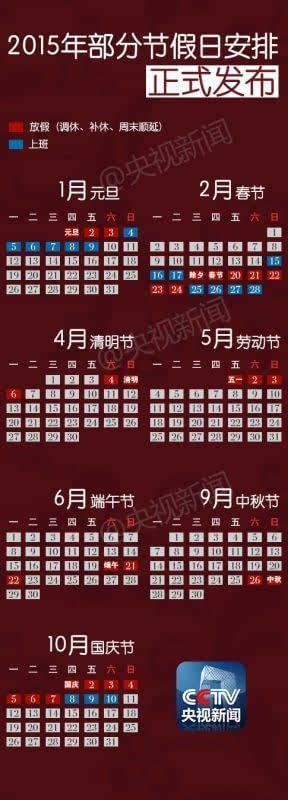 2015年部分节假日安排
正式发布
放假(调休、补休、周末顺延)
上班
@央视新闻
1月元旦
一 二 三 四 五 六 日
元旦 2 3 4
5 6 7 8 9 10 11
12 13 14 15 16 17 18
19 20 21 22 23 24 25
26 27 28 29 30 31
2月春节
一 二 三 四 五 六 日
1
2 3 4 5 6 7 8
9 10 11 12 13 14 15
16 17 除夕 春节 20 21 22
23 24 25 26 27 28
@央视新闻
4月清明节
一 二 三 四 五 六 日
1 2 3 4 清明
6 7 8 9 10 11 12
13 14 15 16 17 18 19
20 21 22 23 24 25 26
27 28 29 30
5月劳动节
一 二 三 四 五 六 日
五一 2 3
4 5 6 7 8 9 10
11 12 13 14 15 16 17
18 19 20 21 22 23 24
25 26 27 28 29 30 31
@央视新闻
6月端午节
一 二 三 四 五 六 日
1 2 3 4 5 6 7
8 9 10 11 12 13 14
15 16 17 18 19 端午 21
22 23 24 25 26 27 28
29 30
9月中秋节
一 二 三 四 五 六 日
1 2 3 4 5 6
7 8 9 10 11 12 13
14 15 16 17 18 19 20
21 22 23 24 25 26 中秋
28 29 30
10月国庆节
一 二 三 四 五 六 日
国庆 2 3 4
5 6 7 8 9 10 11
12 13 14 15 16 17 18
19 20 21 22 23 24 25
26 27 28 29 30 31
CCTV
央视新闻